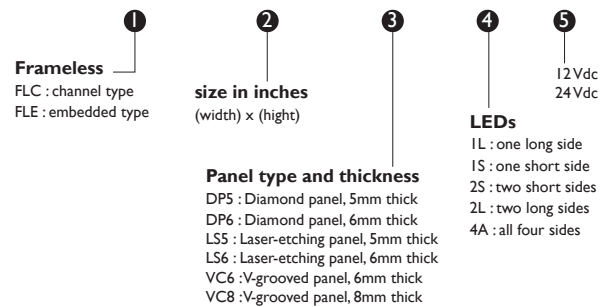 1 2 3 4 5
Frameless
FLC : channel type
FLE : embedded type
size in inches
(width) x (hight)
Panel type and thickness
DP5 : Diamond panel, 5mm thick
DP6 : Diamond panel, 6mm thick
LS5 : Laser-etching panel, 5mm thick
LS6 : Laser-etching panel, 6mm thick
VC6 :V-grooved panel, 6mm thick
VC8 :V-grooved panel, 8mm thick
LEDs
1L : one long side
1S : one short side
2S : two short sides
2L : two long sides
4A : all four sides
12 Vdc
24 Vdc